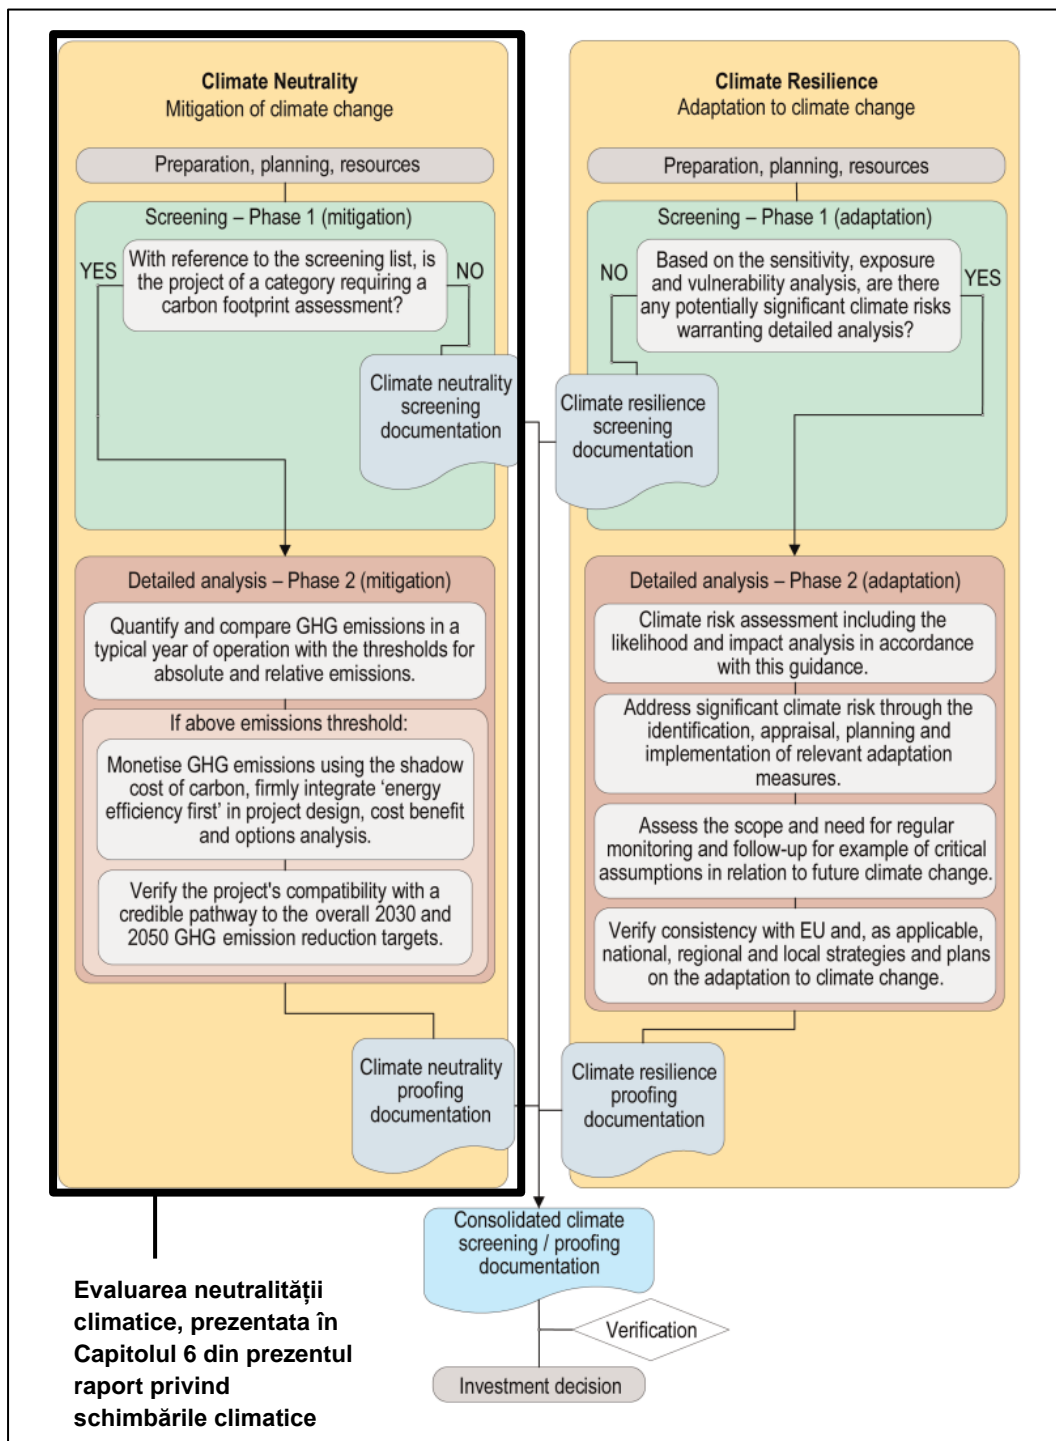 Climate Neutrality
Mitigation of climate change
Preparation, planning, resources
Screening – Phase 1 (mitigation)
YES
With reference to the screening list, is
the project of a category requiring a
carbon footprint assessment?
NO
Climate neutrality
screening
documentation
Detailed analysis – Phase 2 (mitigation)
Quantify and compare GHG emissions in a
typical year of operation with the thresholds for
absolute and relative emissions.
If above emissions threshold:
Monetise GHG emissions using the shadow
cost of carbon, firmly integrate ‘energy
efficiency first’ in project design, cost benefit
and options analysis.
Verify the project's compatibility with a
credible pathway to the overall 2030 and
2050 GHG emission reduction targets.
Climate neutrality
proofing
documentation
Climate Resilience
Adaptation to climate change
Preparation, planning, resources
Screening – Phase 1 (adaptation)
NO
Based on the sensitivity, exposure
and vulnerability analysis, are there
any potentially significant climate risks
warranting detailed analysis?
YES
Climate resilience
screening
documentation
Detailed analysis – Phase 2 (adaptation)
Climate risk assessment including the
likelihood and impact analysis in accordance
with this guidance.
Address significant climate risk through the
identification, appraisal, planning and
implementation of relevant adaptation
measures.
Assess the scope and need for regular
monitoring and follow-up for example of critical
assumptions in relation to future climate change.
Verify consistency with EU and, as applicable,
national, regional and local strategies and plans
on the adaptation to climate change.
Climate resilience
proofing
documentation
Consolidated climate
screening / proofing
documentation
Verification
Investment decision
Evaluarea neutralității
climatice, prezentata în
Capitolul 6 din prezentul
raport privind
schimbările climatice